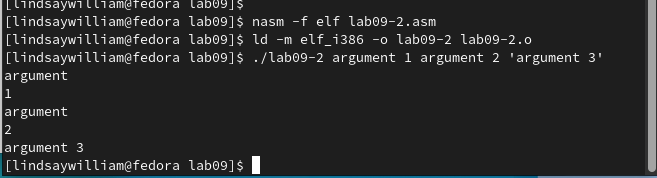 [lindsaywilliam@fedora lab09]$
[lindsaywilliam@fedora lab09]$ nasm -f elf lab09-2.asm
[lindsaywilliam@fedora lab09]$ ld -m elf_i386 -o lab09-2 lab09-2.o
[lindsaywilliam@fedora lab09]$ ./lab09-2 argument 1 argument 2 'argument 3'
argument
1
argument
2
argument 3
[lindsaywilliam@fedora lab09]$